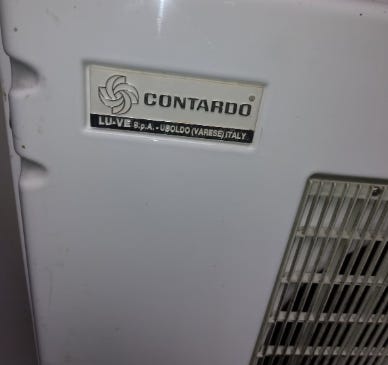 CONTARDO®
LU-VE S.p.A. - UBOLDO (VARESE) ITALY